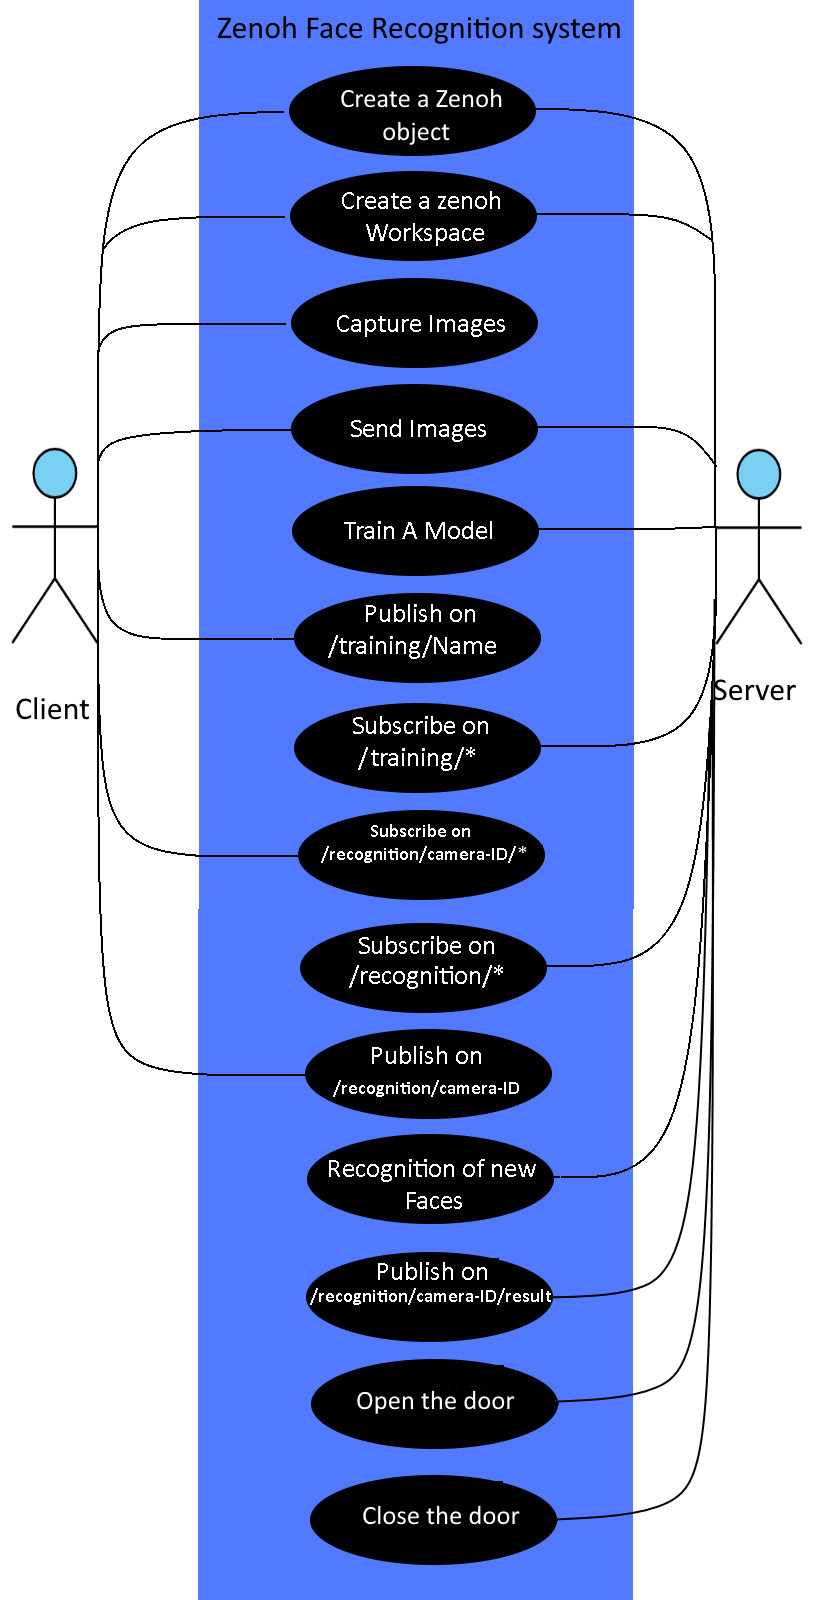 Zenoh Face Recognition system
Create a Zenoh
object
Create a zenoh
Workspace
Capture Images
Send Images
Train A Model
Publish on
/training/Name
Client
Server
Subscribe on
/training/*
Subscribe on
/recognition/camera-ID/*
Subscribe on
/recognition/*
Publish on
/recognition/camera-ID
Recognition of new
Faces
Publish on
/recognition/camera-ID/result
Open the door
Close the door